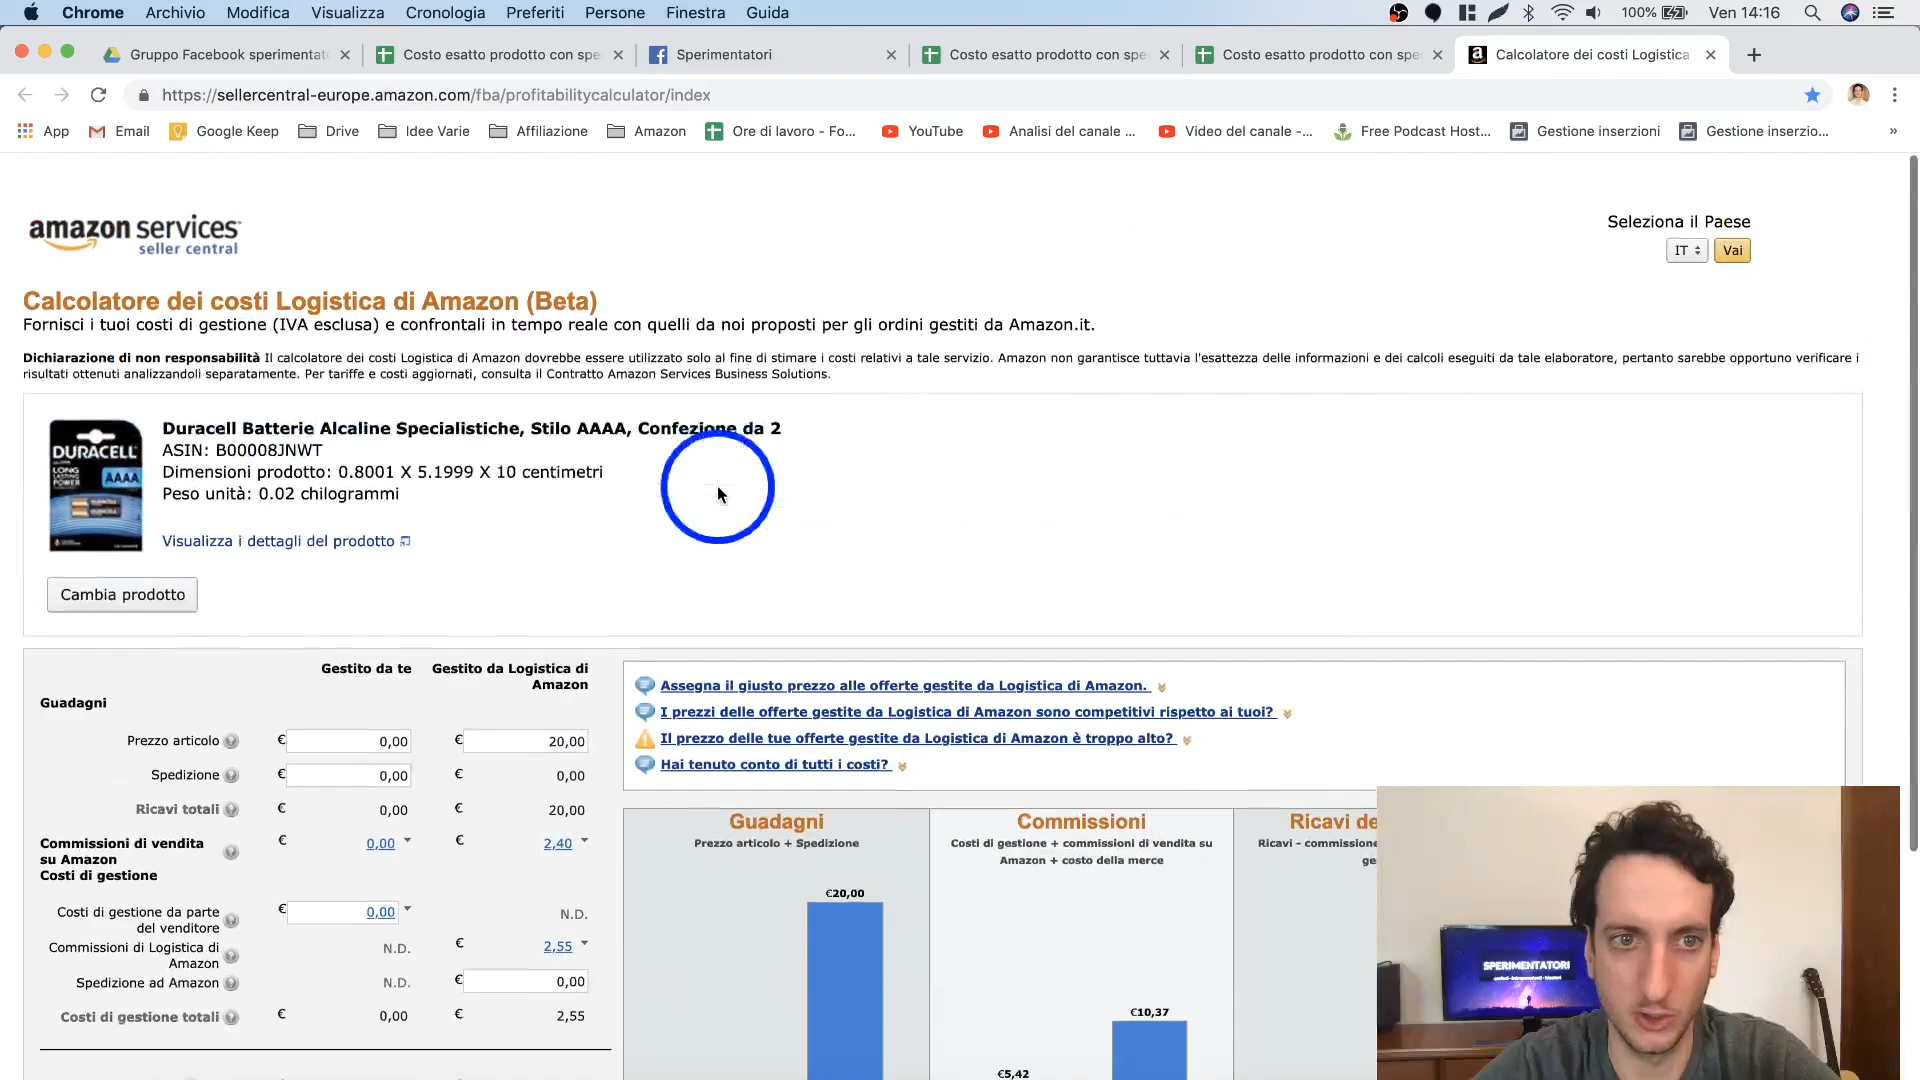 Chrome Archivio Modifica Visualizza Cronologia Preferiti Persone Finestra Guida 100% Ven 14:16
Gruppo Facebook sperimentato Costo esatto prodotto con spe Sperimentatori Costo esatto prodotto con spe Costo esatto prodotto con spe Calcolatore dei costi Logistica
https://sellercentral-europe.amazon.com/fba/profitabilitycalculator/index
App Email Google Keep Drive Idee Varie Affiliazione Amazon Ore di lavoro - Fo... YouTube Analisi del canale ... Video del canale -... Free Podcast Host... Gestione inserzioni Gestione inserzio... »
amazon services
seller central
Seleziona il Paese
IT Vai
Calcolatore dei costi Logistica di Amazon (Beta)
Fornisci i tuoi costi di gestione (IVA esclusa) e confrontali in tempo reale con quelli da noi proposti per gli ordini gestiti da Amazon.it.
Dichiarazione di non responsabilità Il calcolatore dei costi Logistica di Amazon dovrebbe essere utilizzato solo al fine di stimare i costi relativi a tale servizio. Amazon non garantisce tuttavia l'esattezza delle informazioni e dei calcoli eseguiti da tale elaboratore, pertanto sarebbe opportuno verificare i
risultati ottenuti analizzandoli separatamente. Per tariffe e costi aggiornati, consulta il Contratto Amazon Services Business Solutions.
DURACELL
LONG LASTING POWER
AAAA
Duracell Batterie Alcaline Specialistiche, Stilo AAAA, Confezione da 2
ASIN: B00008JNWT
Dimensioni prodotto: 0.8001 X 5.1999 X 10 centimetri
Peso unità: 0.02 chilogrammi
Visualizza i dettagli del prodotto
Cambia prodotto
Gestito da te Gestito da Logistica di
Amazon
Guadagni
Prezzo articolo € 0,00 € 20,00
Spedizione € 0,00 € 0,00
Ricavi totali € 0,00 € 20,00
Commissioni di vendita
su Amazon € 0,00 € 2,40
Costi di gestione
Costi di gestione da parte
del venditore € 0,00 N.D.
Commissioni di Logistica di
Amazon N.D. € 2,55
Spedizione ad Amazon N.D. € 0,00
Costi di gestione totali € 0,00 € 2,55
Assegna il giusto prezzo alle offerte gestite da Logistica di Amazon.
I prezzi delle offerte gestite da Logistica di Amazon sono competitivi rispetto ai tuoi?
Il prezzo delle tue offerte gestite da Logistica di Amazon è troppo alto?
Hai tenuto conto di tutti i costi?
Guadagni
Prezzo articolo + Spedizione
€20,00
Commissioni
Costi di gestione + commissioni di vendita su
Amazon + costo della merce
€10,37
€5,42
Ricavi de
Ricavi - commissione
ge
SPERIMENTATORI